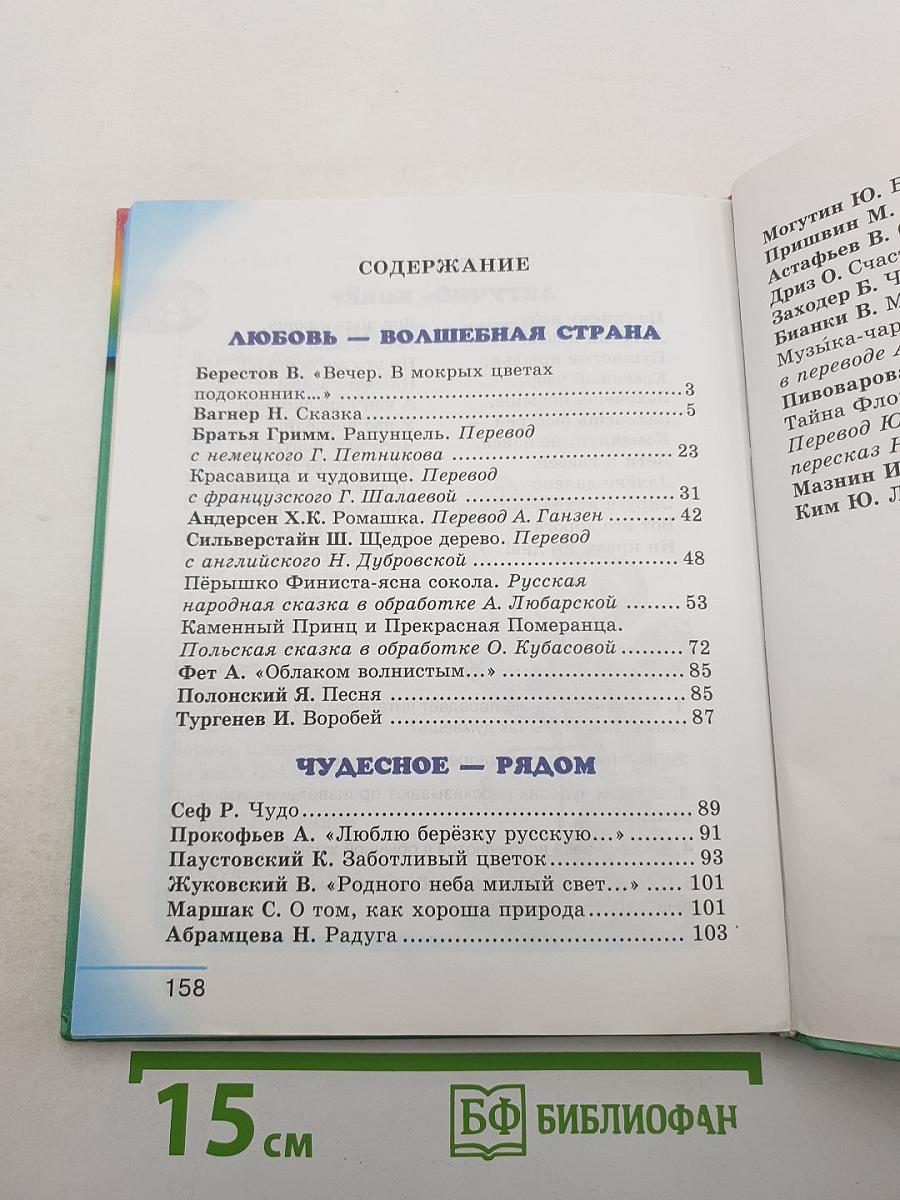 СОДЕРЖАНИЕ
ЛЮБОВЬ — ВОЛШЕБНАЯ СТРАНА
Берестов В. «Вечер. В мокрых цветах
подоконник...» ........................................ 3
Вагнер Н. Сказка ........................................ 5
Братья Гримм. Рапунцель. Перевод
с немецкого Г. Петникова ........................ 23
Красавица и чудовище. Перевод
с французского Г. Шалаевой ........................ 31
Андерсен Х.К. Ромашка. Перевод А. Ганзен .......... 42
Сильверстайн Ш. Щедрое дерево. Перевод
с английского Н. Дубровской ........................ 48
Пёрышко Финиста-ясна сокола. Русская
народная сказка в обработке А. Любарской ........ 53
Каменный Принц и Прекрасная Померанца.
Польская сказка в обработке О. Кубасовой ......... 72
Фет А. «Облаком волнистым...» ........................ 85
Полонский Я. Песня ........................................ 85
Тургенев И. Воробей ........................................ 87
ЧУДЕСНОЕ — РЯДОМ
Сеф Р. Чудо ........................................ 89
Прокофьев А. «Люблю берёзку русскую...» ......... 91
Паустовский К. Заботливый цветок .................. 93
Жуковский В. «Родного неба милый свет...» ..... 101
Маршак С. О том, как хороша природа ............. 101
Абрамцева Н. Радуга .................................... 103
158
Могутин Ю.
Пришвин М.
Астафьев В.
Дриз О.
Заходер Б.
Бианки В.
в переводе
Тайна
Перевод
пересказ
Мазнин
Ким Ю.
15 см
БФ БИБЛИОФАН